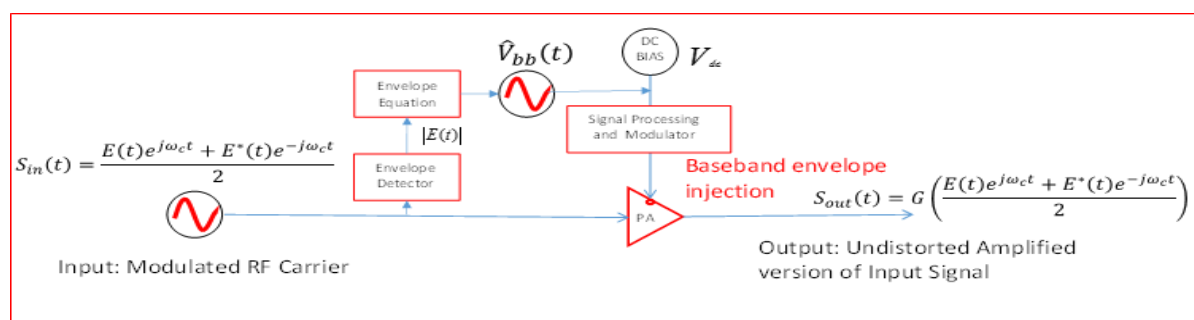 DC
BIAS
V_dc
V̂_bb(t)
Envelope
Equation
Signal Processing
and Modulator
|E(t)|
S_in(t) = (E(t)e^{jω_c t} + E*(t)e^{-jω_c t}) / 2
Envelope
Detector
Baseband envelope
injection
PA
S_out(t) = G ((E(t)e^{jω_c t} + E*(t)e^{-jω_c t}) / 2)
Input: Modulated RF Carrier
Output: Undistorted Amplified
version of Input Signal